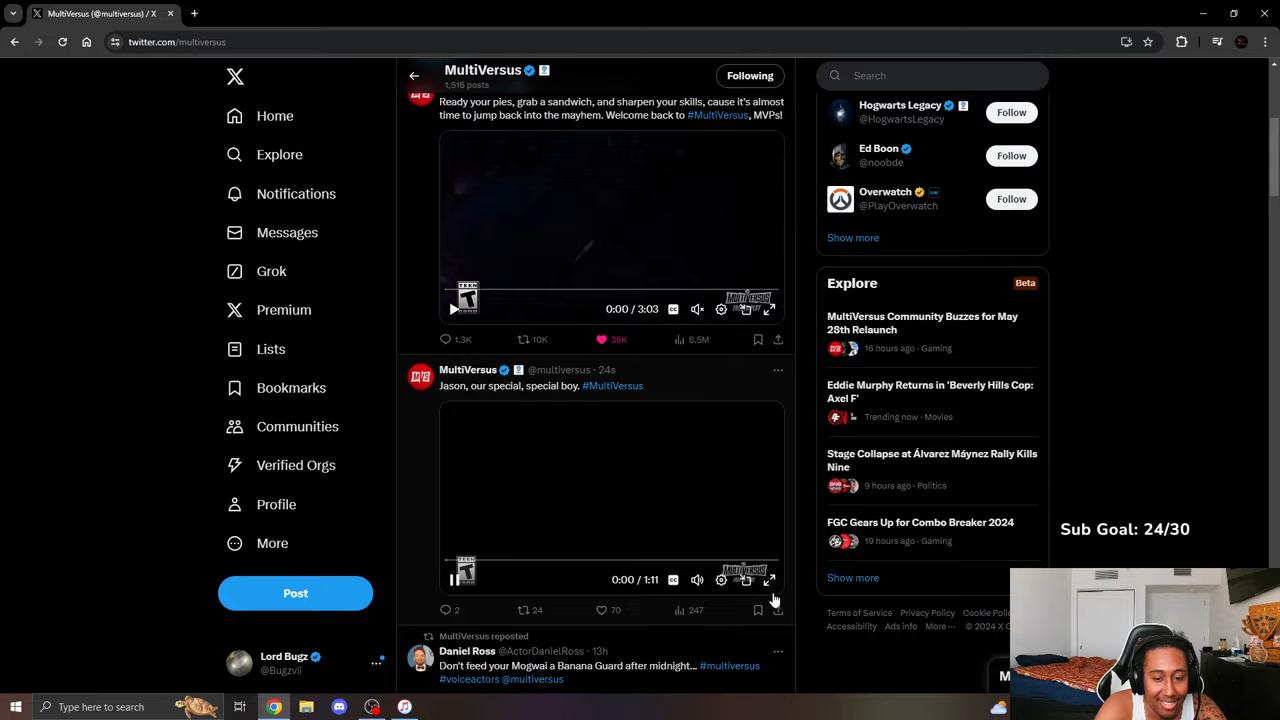 MultiVersus (@multiversus) / X
twitter.com/multiversus
MultiVersus
1,516 posts
Following
Search
Home
Explore
Notifications
Messages
Grok
Premium
Lists
Bookmarks
Communities
Verified Orgs
Profile
More
Post
Lord Bugz
@Bugzvii
Ready your pies, grab a sandwich, and sharpen your skills, cause it's almost
time to jump back into the mayhem. Welcome back to #MultiVersus, MVPs!
TEEN
T
0:00 / 3:03
CC
MULTIVERSUS
1.3K
10K
35K
8.5M
MultiVersus @multiversus · 24s
Jason, our special, special boy. #MultiVersus
TEEN
T
0:00 / 1:11
CC
MULTIVERSUS
2
24
70
247
MultiVersus reposted
Daniel Ross @ActorDanielRoss · 13h
Don't feed your Mogwai a Banana Guard after midnight... #multiversus
#voiceactors @multiversus
Hogwarts Legacy
@HogwartsLegacy
Follow
Ed Boon
@noobde
Follow
Overwatch
@PlayOverwatch
Follow
Show more
Explore
Beta
MultiVersus Community Buzzes for May
28th Relaunch
16 hours ago · Gaming
Eddie Murphy Returns in 'Beverly Hills Cop:
Axel F'
Trending now · Movies
Stage Collapse at Álvarez Máynez Rally Kills
Nine
9 hours ago · Politics
FGC Gears Up for Combo Breaker 2024
19 hours ago · Gaming
Show more
Terms of Service Privacy Policy Cookie
Accessibility Ads info More ··· © 2024 X
Sub Goal: 24/30
Type here to search